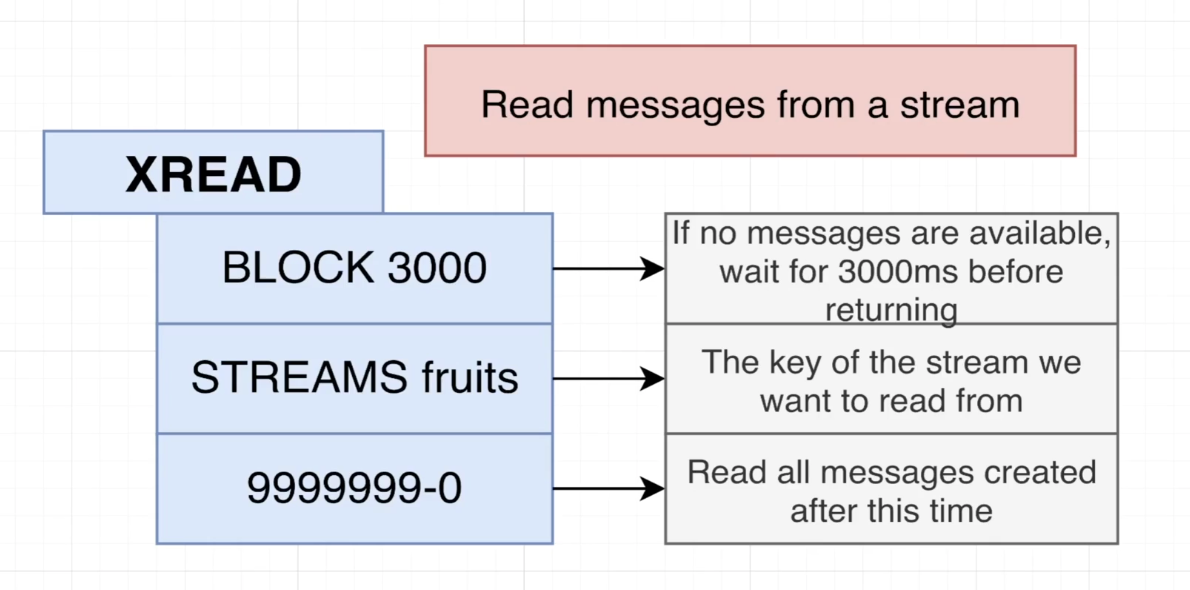 Read messages from a stream
XREAD
BLOCK 3000
If no messages are available,
wait for 3000ms before
returning
STREAMS fruits
The key of the stream we
want to read from
9999999-0
Read all messages created
after this time